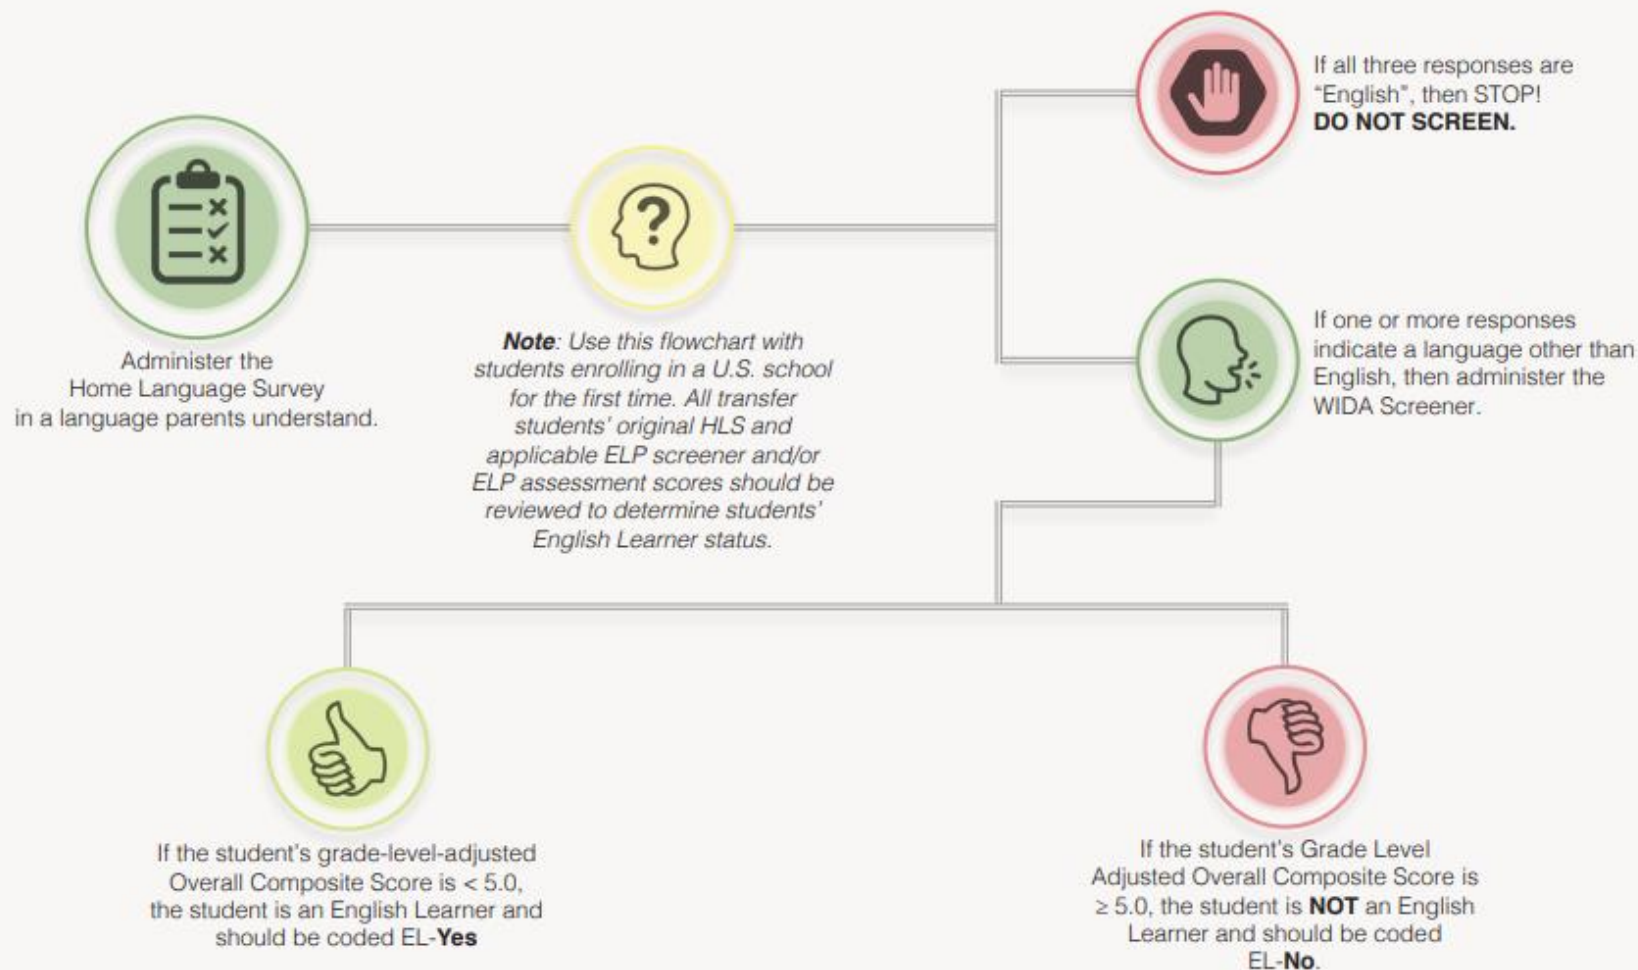 Administer the
Home Language Survey
in a language parents understand.
Note: Use this flowchart with
students enrolling in a U.S. school
for the first time. All transfer
students' original HLS and
applicable ELP screener and/or
ELP assessment scores should be
reviewed to determine students'
English Learner status.
If all three responses are
"English", then STOP!
DO NOT SCREEN.
If one or more responses
indicate a language other than
English, then administer the
WIDA Screener.
If the student's grade-level-adjusted
Overall Composite Score is < 5.0,
the student is an English Learner and
should be coded EL-Yes
If the student's Grade Level
Adjusted Overall Composite Score is
≥ 5.0, the student is NOT an English
Learner and should be coded
EL-No.